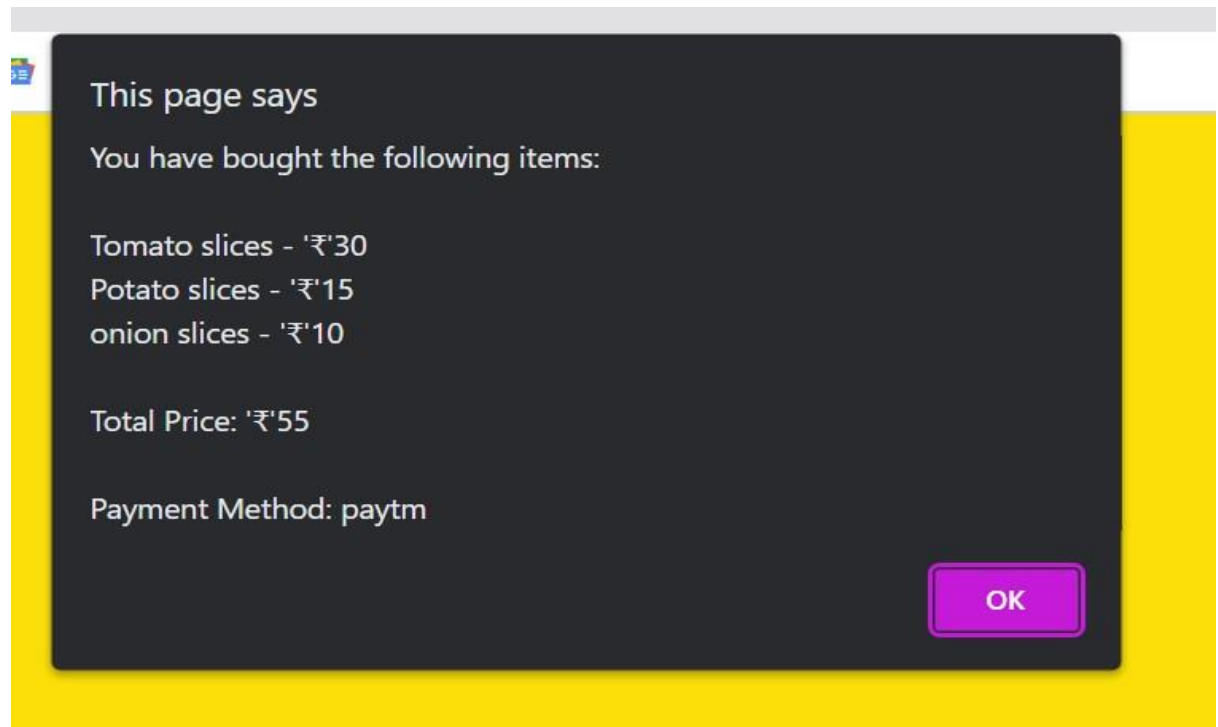 This page says
You have bought the following items:
Tomato slices - '₹'30
Potato slices - '₹'15
onion slices - '₹'10
Total Price: '₹'55
Payment Method: paytm
OK